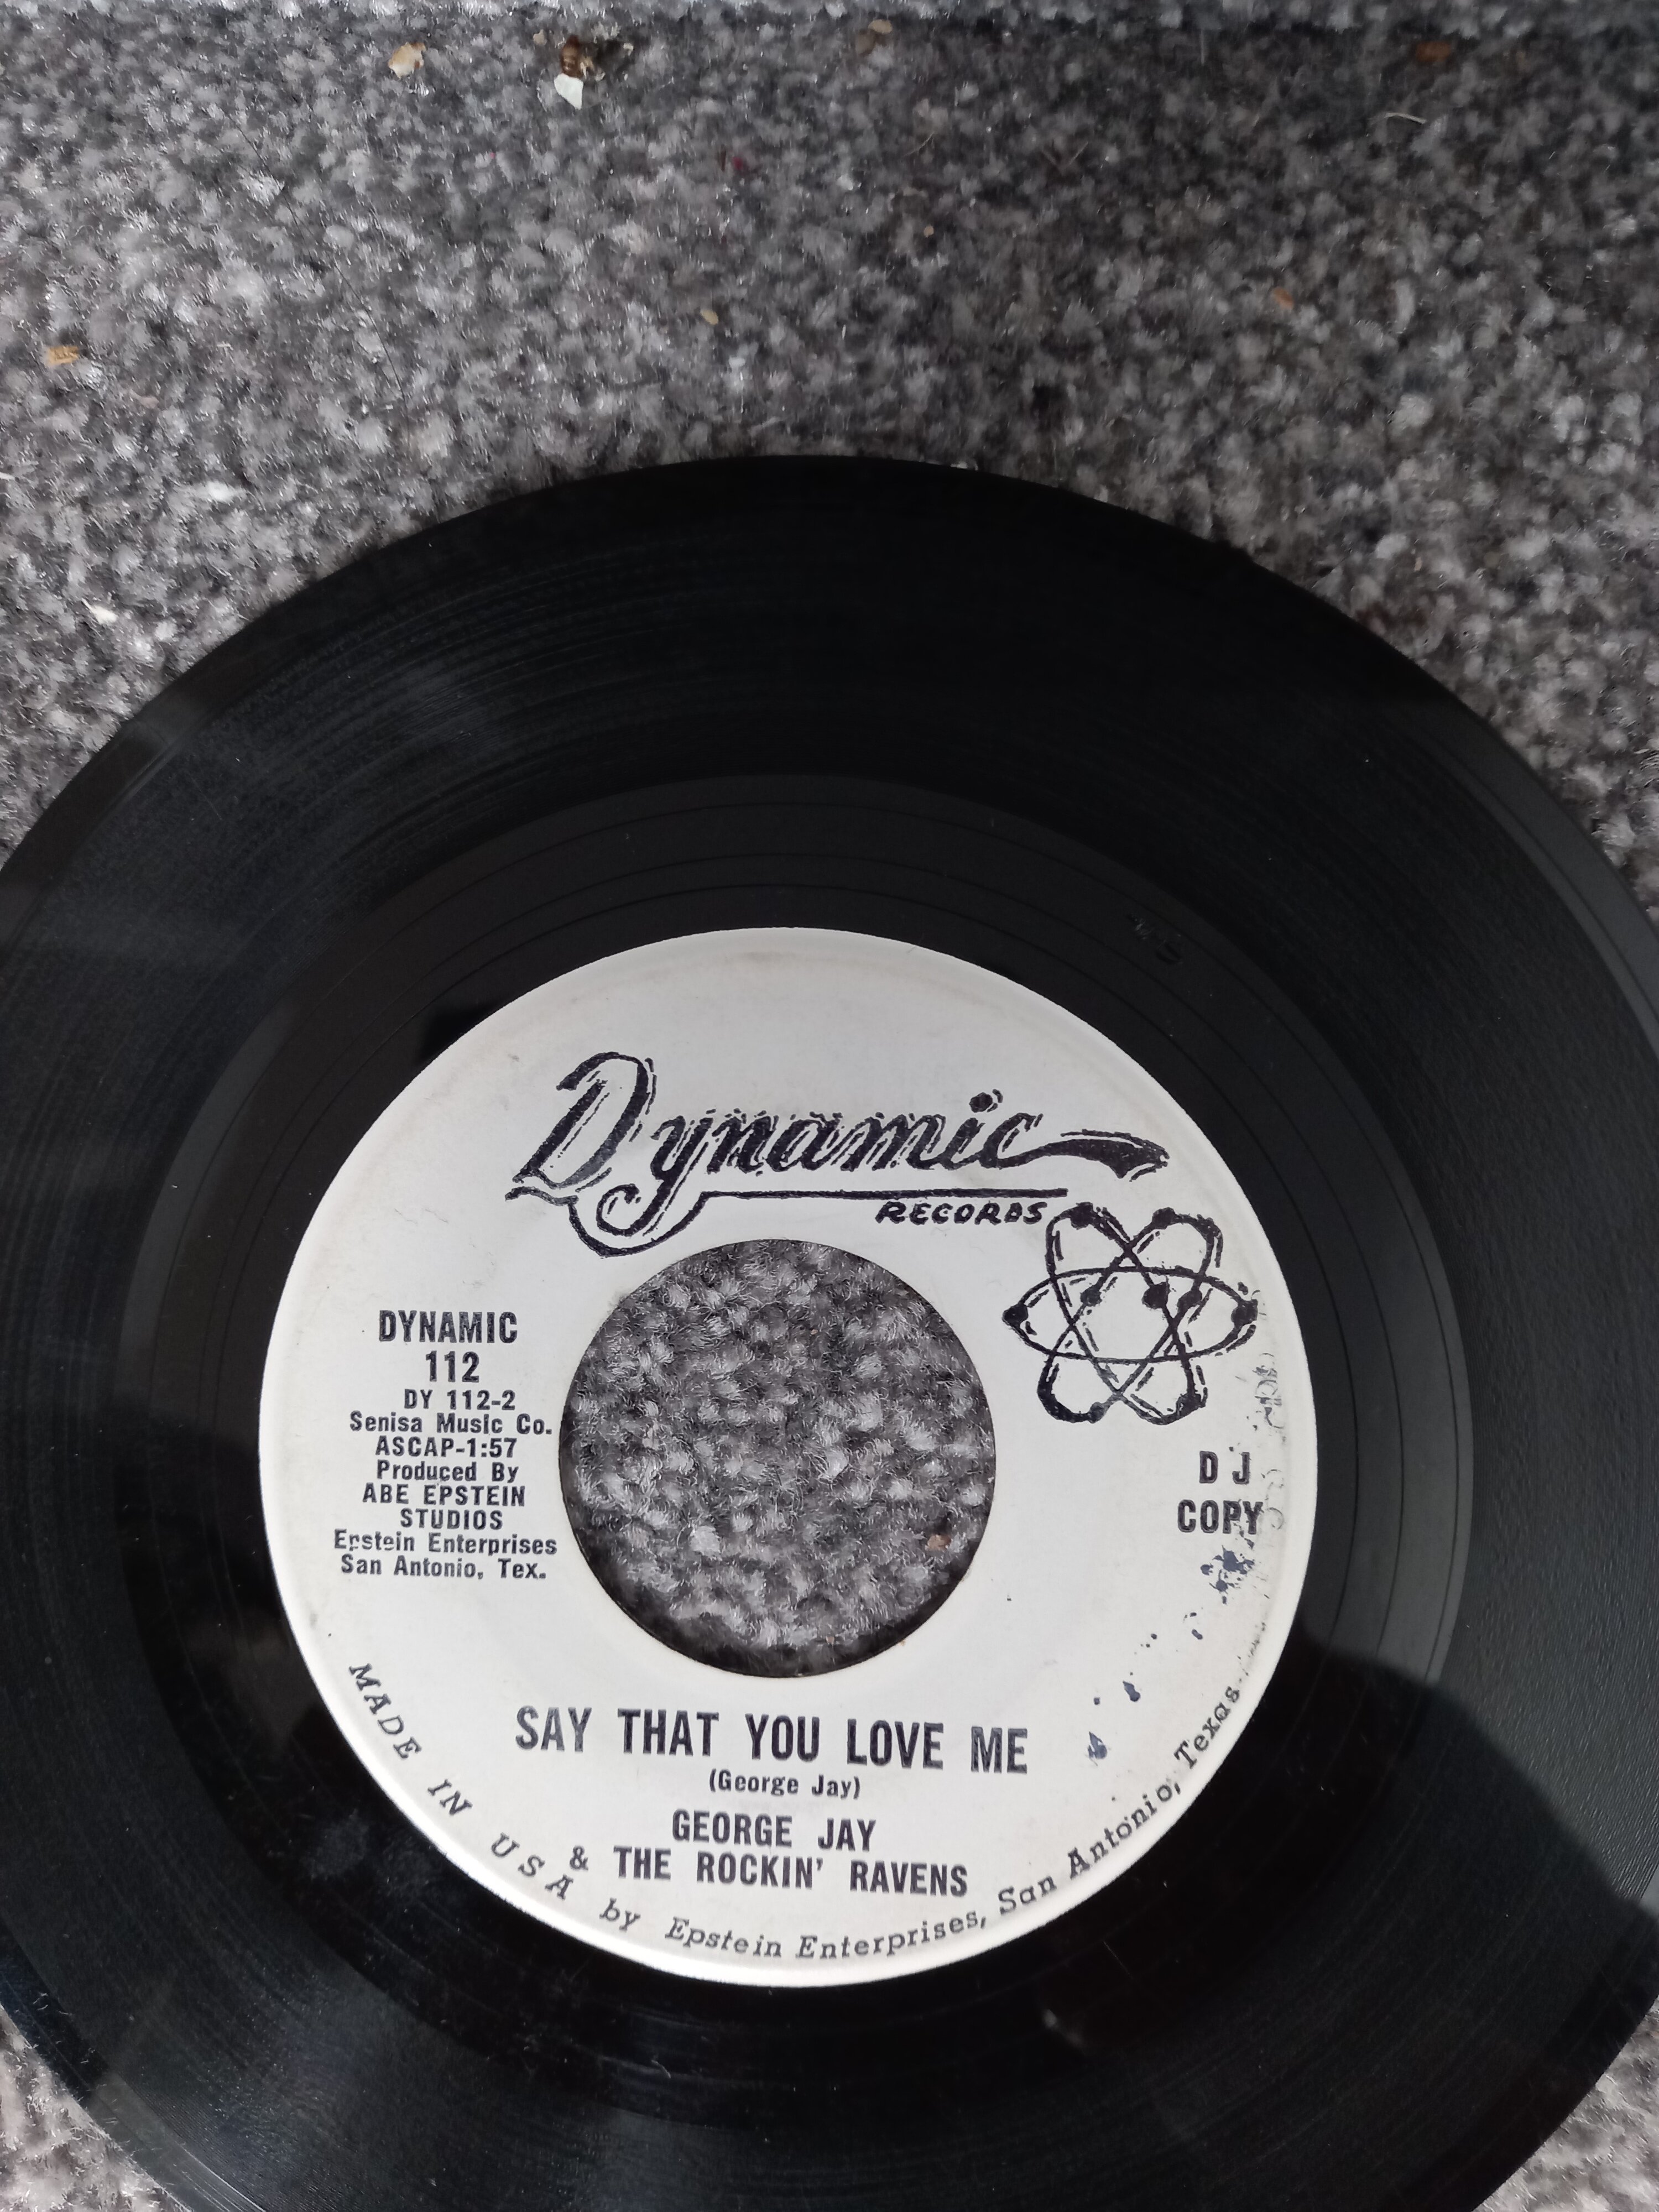 Dynamic
RECORDS
DYNAMIC
112
DY 112-2
Senisa Music Co.
ASCAP-1:57
Produced By
ABE EPSTEIN
STUDIOS
Epstein Enterprises
San Antonio, Tex.
D J
COPY
SAY THAT YOU LOVE ME
(George Jay)
GEORGE JAY
& THE ROCKIN' RAVENS
MADE IN USA by Epstein Enterprises, San Antonio, Texas